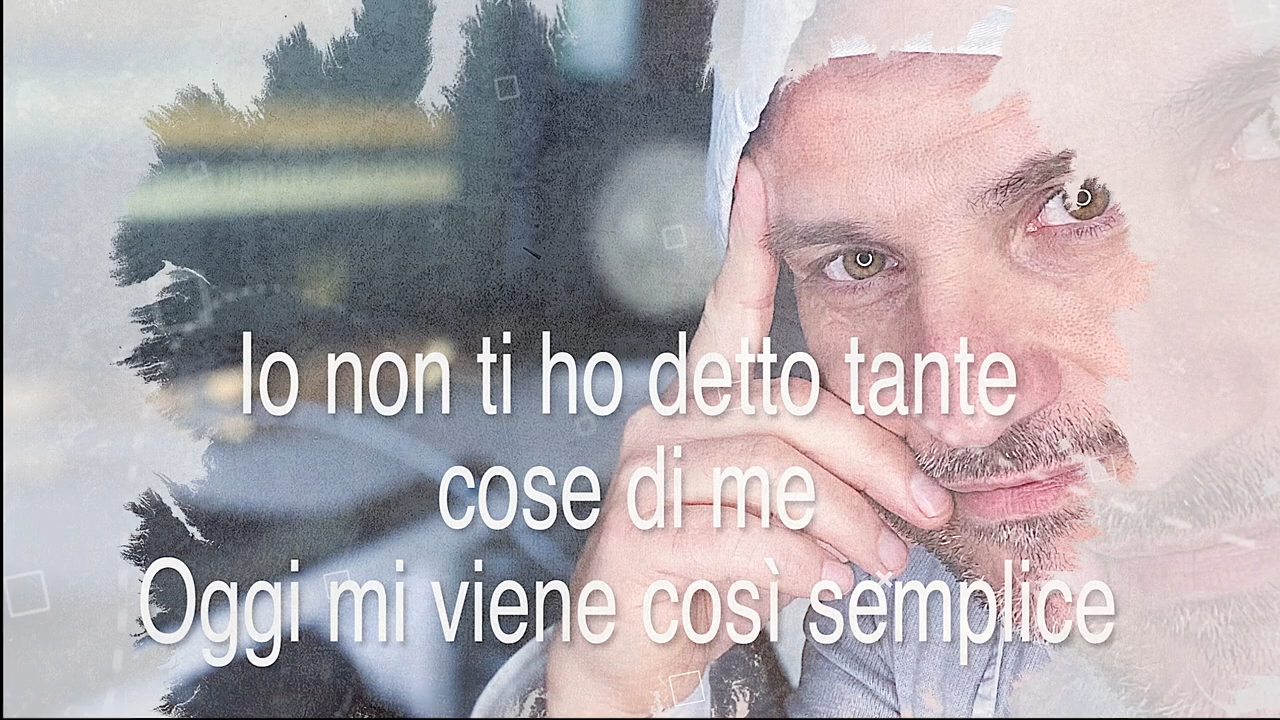 Io non ti ho detto tante
cose di me
Oggi mi viene così semplice